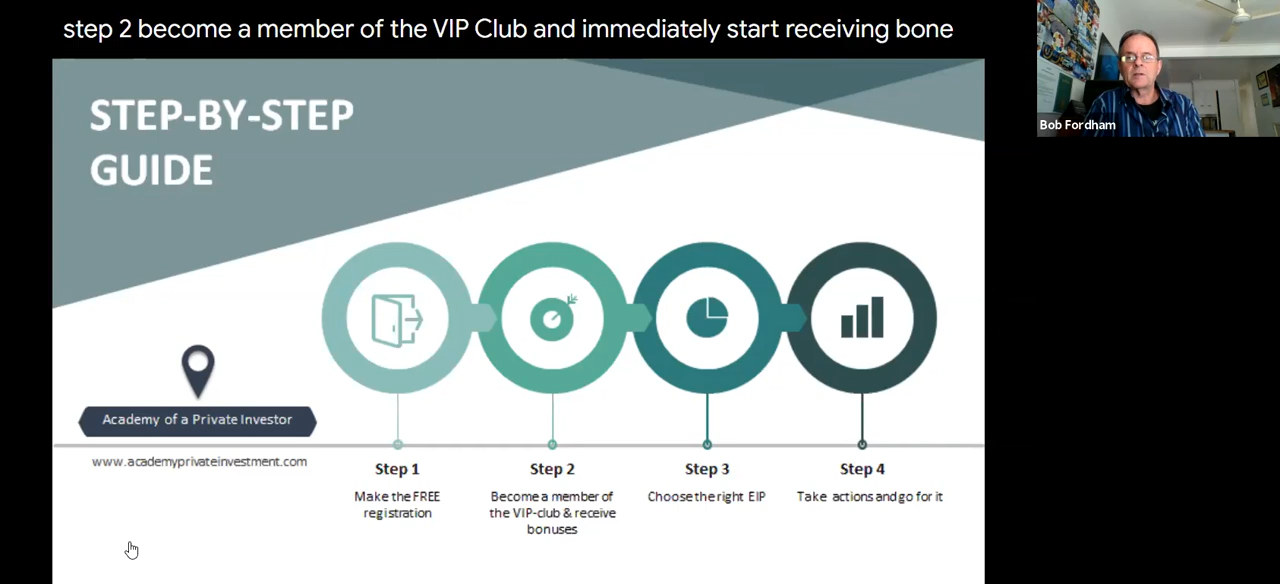 step 2 become a member of the VIP Club and immediately start receiving bone
Bob Fordham
STEP-BY-STEP
GUIDE
Academy of a Private Investor
www.academyprivateinvestment.com
Step 1
Make the FREE
registration
Step 2
Become a member of
the VIP-club & receive
bonuses
Step 3
Choose the right EIP
Step 4
Take actions and go for it